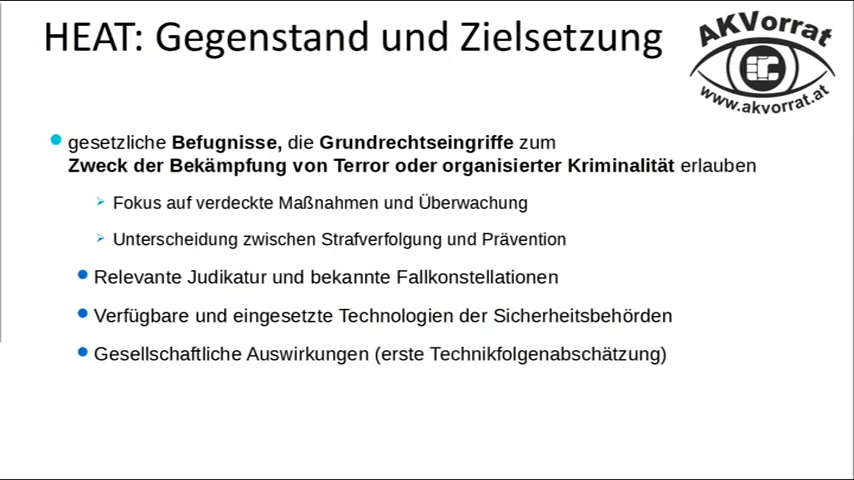 HEAT: Gegenstand und Zielsetzung
AKVorrat
www.akvorrat.at
gesetzliche Befugnisse, die Grundrechtseingriffe zum
Zweck der Bekämpfung von Terror oder organisierter Kriminalität erlauben
Fokus auf verdeckte Maßnahmen und Überwachung
Unterscheidung zwischen Strafverfolgung und Prävention
Relevante Judikatur und bekannte Fallkonstellationen
Verfügbare und eingesetzte Technologien der Sicherheitsbehörden
Gesellschaftliche Auswirkungen (erste Technikfolgenabschätzung)